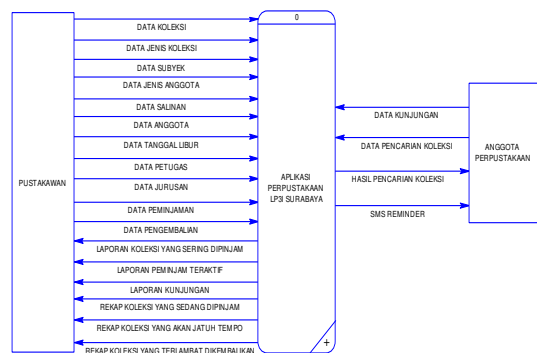 0
DATA KOLEKSI
DATA JENIS KOLEKSI
DATA SUBYEK
DATA JENIS ANGGOTA
DATA SALINAN
DATA ANGGOTA
DATA TANGGAL LIBUR
DATA PETUGAS
DATA JURUSAN
DATA PEMINJAMAN
DATA PENGEMBALIAN
LAPORAN KOLEKSI YANG SERING DIPINJAM
LAPORAN PEMINJAM TERAKTIF
LAPORAN KUNJUNGAN
REKAP KOLEKSI YANG SEDANG DIPINJAM
REKAP KOLEKSI YANG AKAN JATUH TEMPO
REKAP KOLEKSI YANG TERLAMBAT DIKEMBALIKAN
PUSTAKAWAN
APLIKASI
PERPUSTAKAAN
LP3I SURABAYA
+
DATA KUNJUNGAN
DATA PENCARIAN KOLEKSI
HASIL PENCARIAN KOLEKSI
SMS REMINDER
ANGGOTA
PERPUSTAKAAN